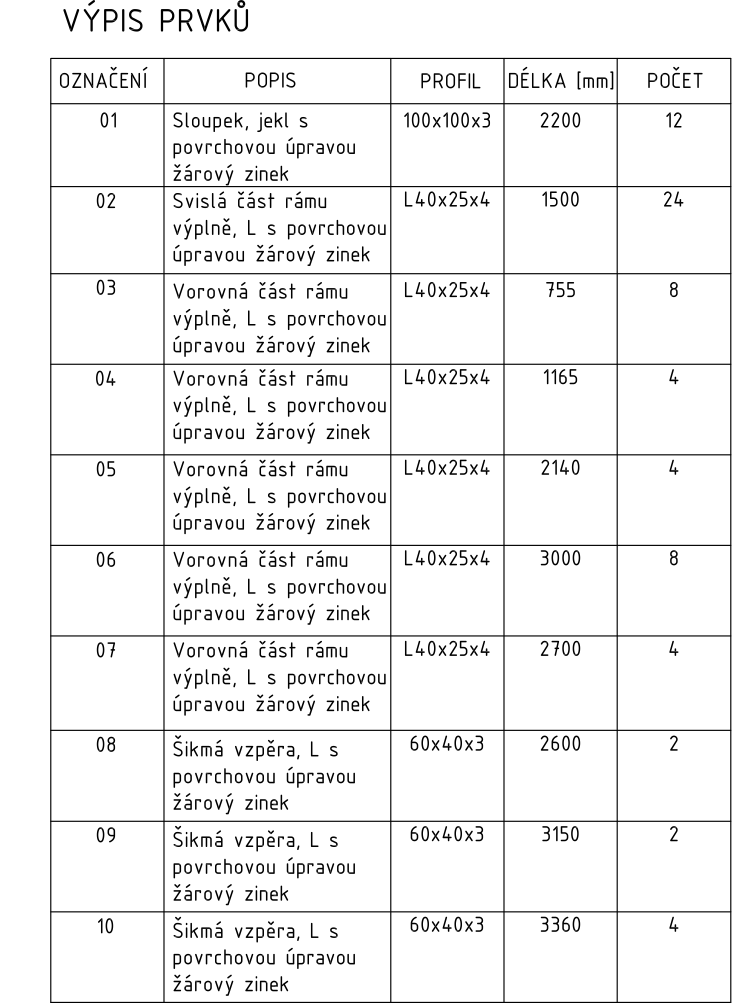 VÝPIS PRVKŮ
OZNAČENÍ POPIS PROFIL DÉLKA [mm] POČET
01 Sloupek, jekl s 100x100x3 2200 12
povrchovou úpravou
žárový zinek
02 Svislá část rámu L40x25x4 1500 24
výplně, L s povrchovou
úpravou žárový zinek
03 Vorovná část rámu L40x25x4 755 8
výplně, L s povrchovou
úpravou žárový zinek
04 Vorovná část rámu L40x25x4 1165 4
výplně, L s povrchovou
úpravou žárový zinek
05 Vorovná část rámu L40x25x4 2140 4
výplně, L s povrchovou
úpravou žárový zinek
06 Vorovná část rámu L40x25x4 3000 8
výplně, L s povrchovou
úpravou žárový zinek
07 Vorovná část rámu L40x25x4 2700 4
výplně, L s povrchovou
úpravou žárový zinek
08 Šikmá vzpěra, L s 60x40x3 2600 2
povrchovou úpravou
žárový zinek
09 Šikmá vzpěra, L s 60x40x3 3150 2
povrchovou úpravou
žárový zinek
10 Šikmá vzpěra, L s 60x40x3 3360 4
povrchovou úpravou
žárový zinek